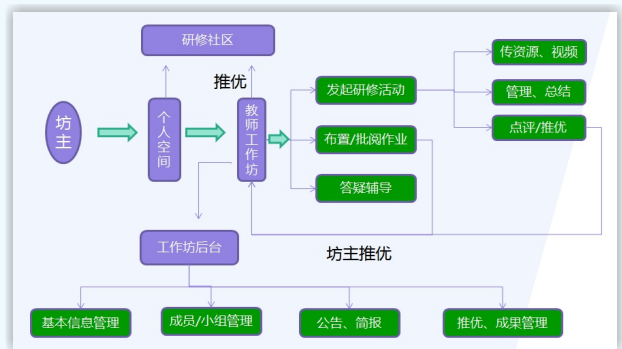 研修社区
推优
坊主
个人空间
教师工作坊
发起研修活动
布置/批阅作业
答疑辅导
传资源、视频
管理、总结
点评/推优
坊主推优
工作坊后台
基本信息管理
成员/小组管理
公告、简报
推优、成果管理